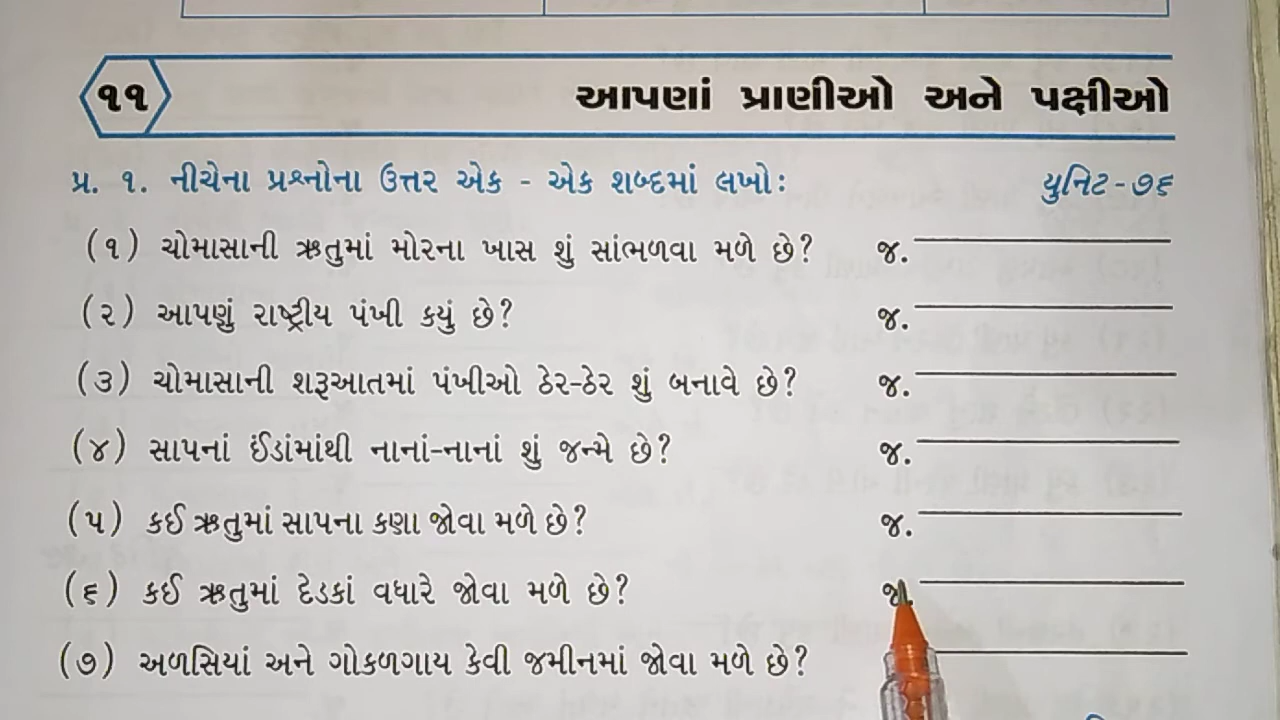 ૧૧ આપણાં પ્રાણીઓ અને પક્ષીઓ
પ્ર. ૧. નીચેના પ્રશ્નોના ઉત્તર એક - એક શબ્દમાં લખો: યુનિટ-૭૬
(૧) ચોમાસાની ઋતુમાં મોરના ખાસ શું સાંભળવા મળે છે? જ.
(૨) આપણું રાષ્ટ્રીય પંખી કયું છે? જ.
(૩) ચોમાસાની શરૂઆતમાં પંખીઓ ઠેર-ઠેર શું બનાવે છે? જ.
(૪) સાપનાં ઈંડાંમાંથી નાનાં-નાનાં શું જન્મે છે? જ.
(૫) કઈ ઋતુમાં સાપના કણા જોવા મળે છે? જ.
(૬) કઈ ઋતુમાં દેડકાં વધારે જોવા મળે છે? જ.
(૭) અળસિયાં અને ગોકળગાય કેવી જમીનમાં જોવા મળે છે?